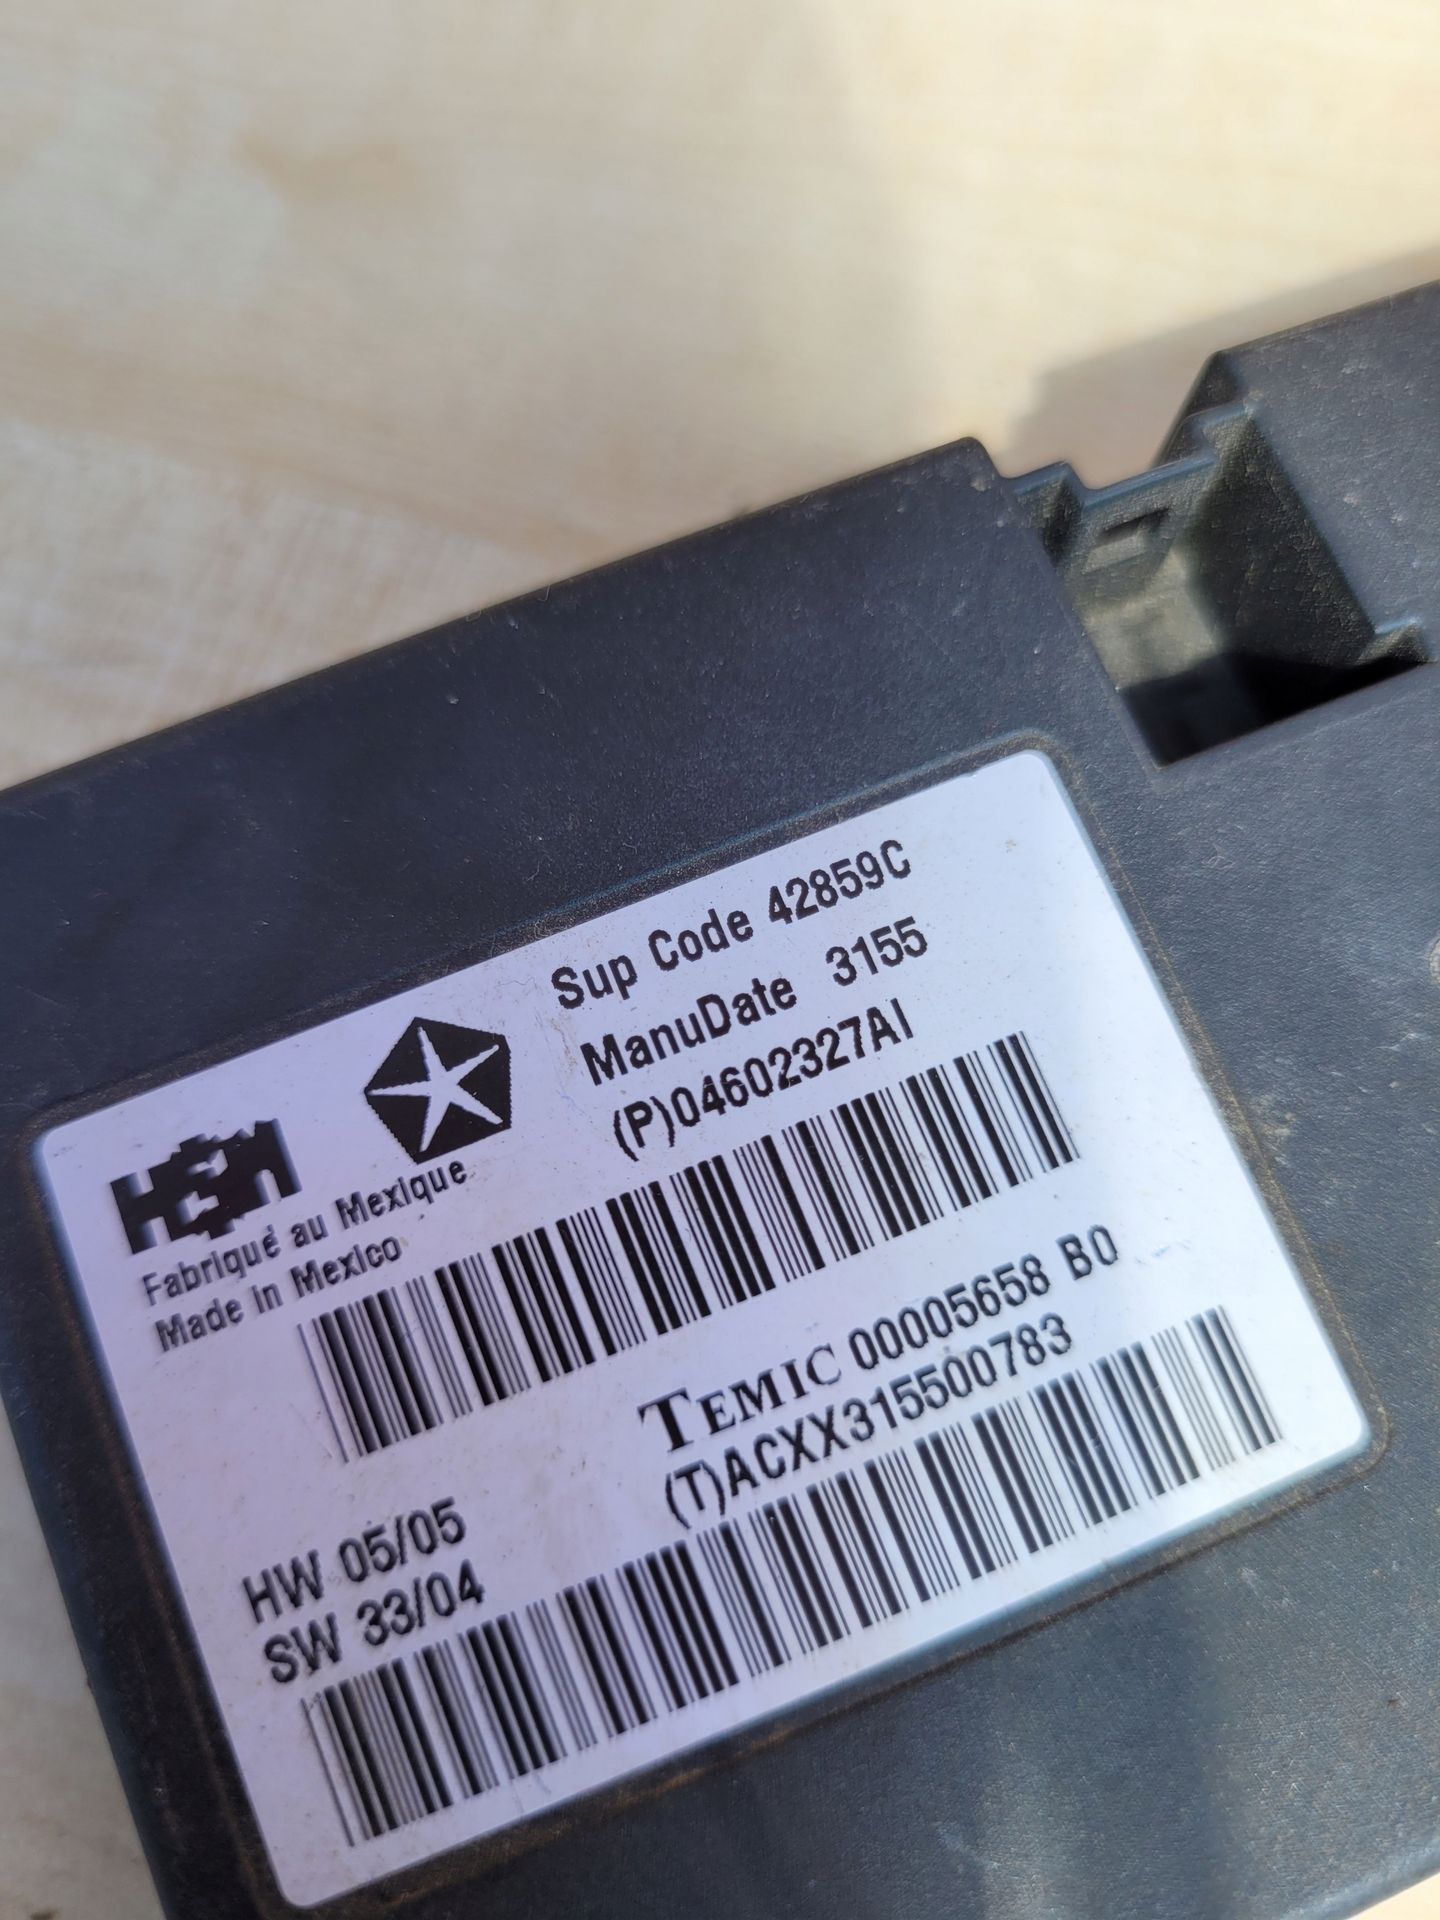 Sup Code 42859C
ManuDate 3155
(P)04602327AI
Fabriqué au Mexique
Made In Mexico
TEMIC 00005658 B0
(T)ACXX315500783
HW 05/05
SW 33/04